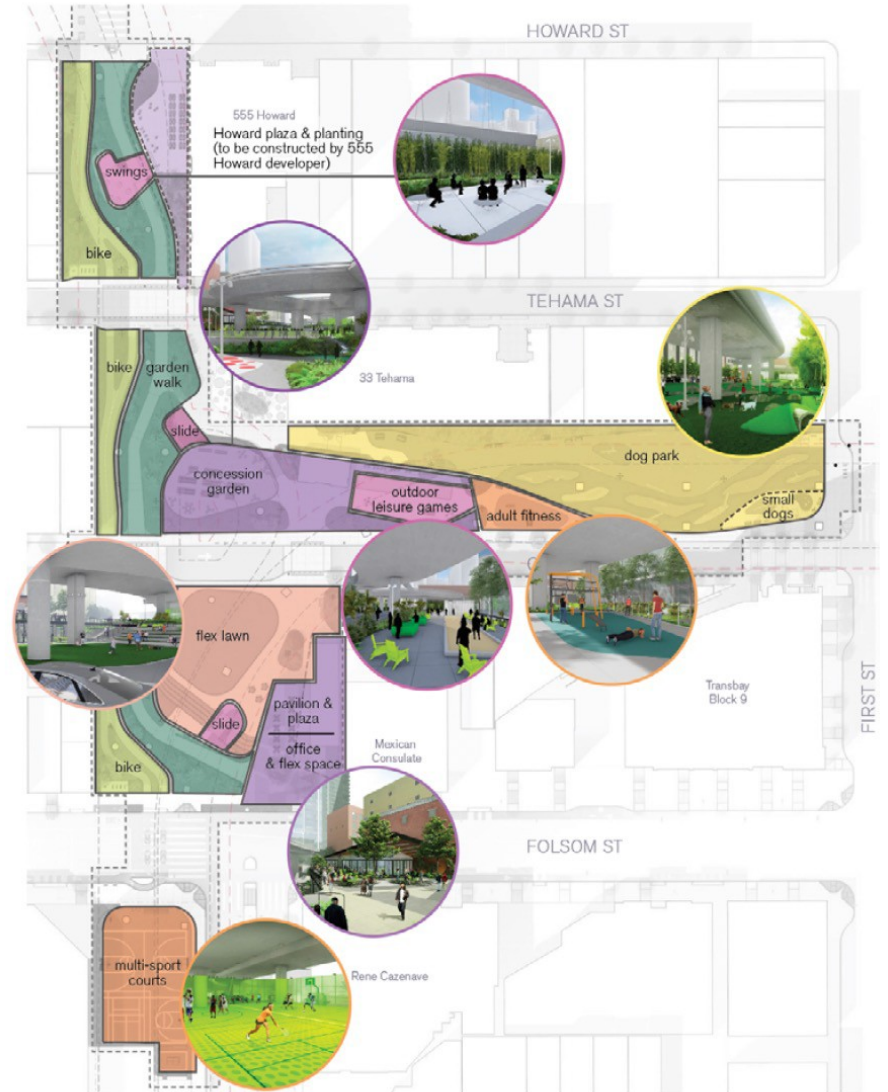 HOWARD ST
555 Howard
Howard plaza & planting
(to be constructed by 555
Howard developer)
swings
bike
TEHAMA ST
bike
garden
walk
33 Tehama
slide
dog park
concession
garden
outdoor
leisure games
adult fitness
small
dogs
flex lawn
slide
pavilion &
plaza
office
& flex space
bike
Mexican
Consulate
Transbay
Block 9
FIRST ST
FOLSOM ST
multi-sport
courts
Rene Cazenave